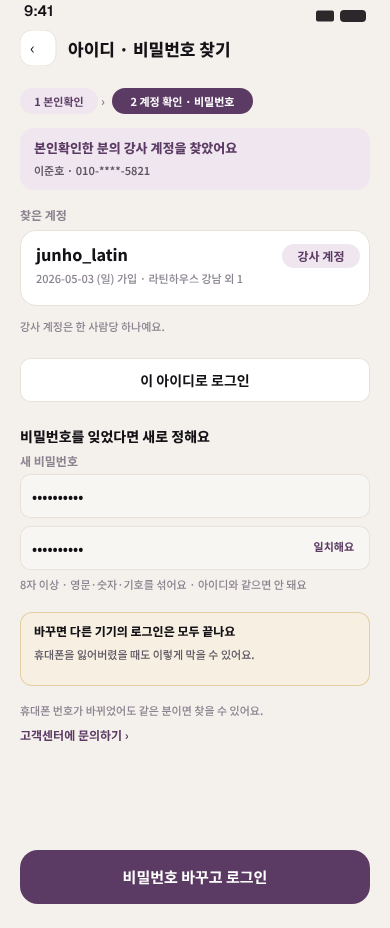 9:41
‹ 아이디 · 비밀번호 찾기
1 본인확인 › 2 계정 확인 · 비밀번호
본인확인한 분의 강사 계정을 찾았어요
이준호 · 010-****-5821
찾은 계정
junho_latin 강사 계정
2026-05-03 (일) 가입 · 라틴하우스 강남 외 1
강사 계정은 한 사람당 하나예요.
이 아이디로 로그인
비밀번호를 잊었다면 새로 정해요
새 비밀번호
••••••••••
•••••••••• 일치해요
8자 이상 · 영문·숫자·기호를 섞어요 · 아이디와 같으면 안 돼요
바꾸면 다른 기기의 로그인은 모두 끝나요
휴대폰을 잃어버렸을 때도 이렇게 막을 수 있어요.
휴대폰 번호가 바뀌었어도 같은 분이면 찾을 수 있어요.
고객센터에 문의하기 ›
비밀번호 바꾸고 로그인